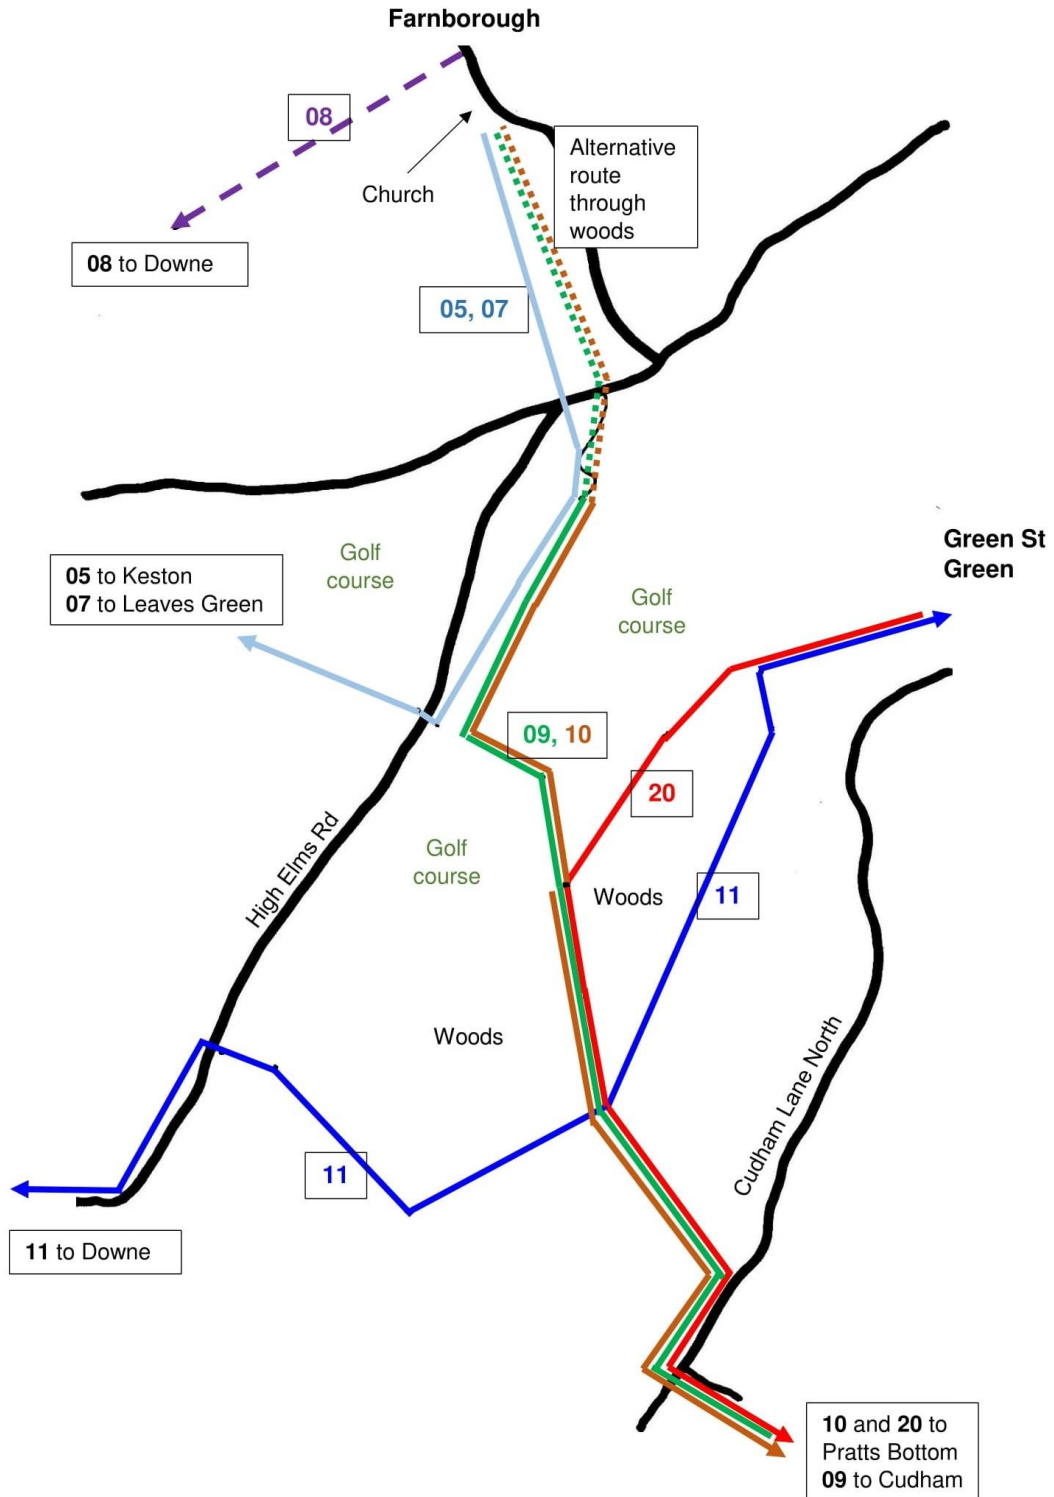 Farnborough
08
Church
Alternative
route
through
woods
08 to Downe
05, 07
Golf
course
Green St
Green
05 to Keston
07 to Leaves Green
Golf
course
09, 10
20
High Elms Rd
Golf
course
Woods
11
Woods
Cudham Lane North
11
11 to Downe
10 and 20 to
Pratts Bottom
09 to Cudham